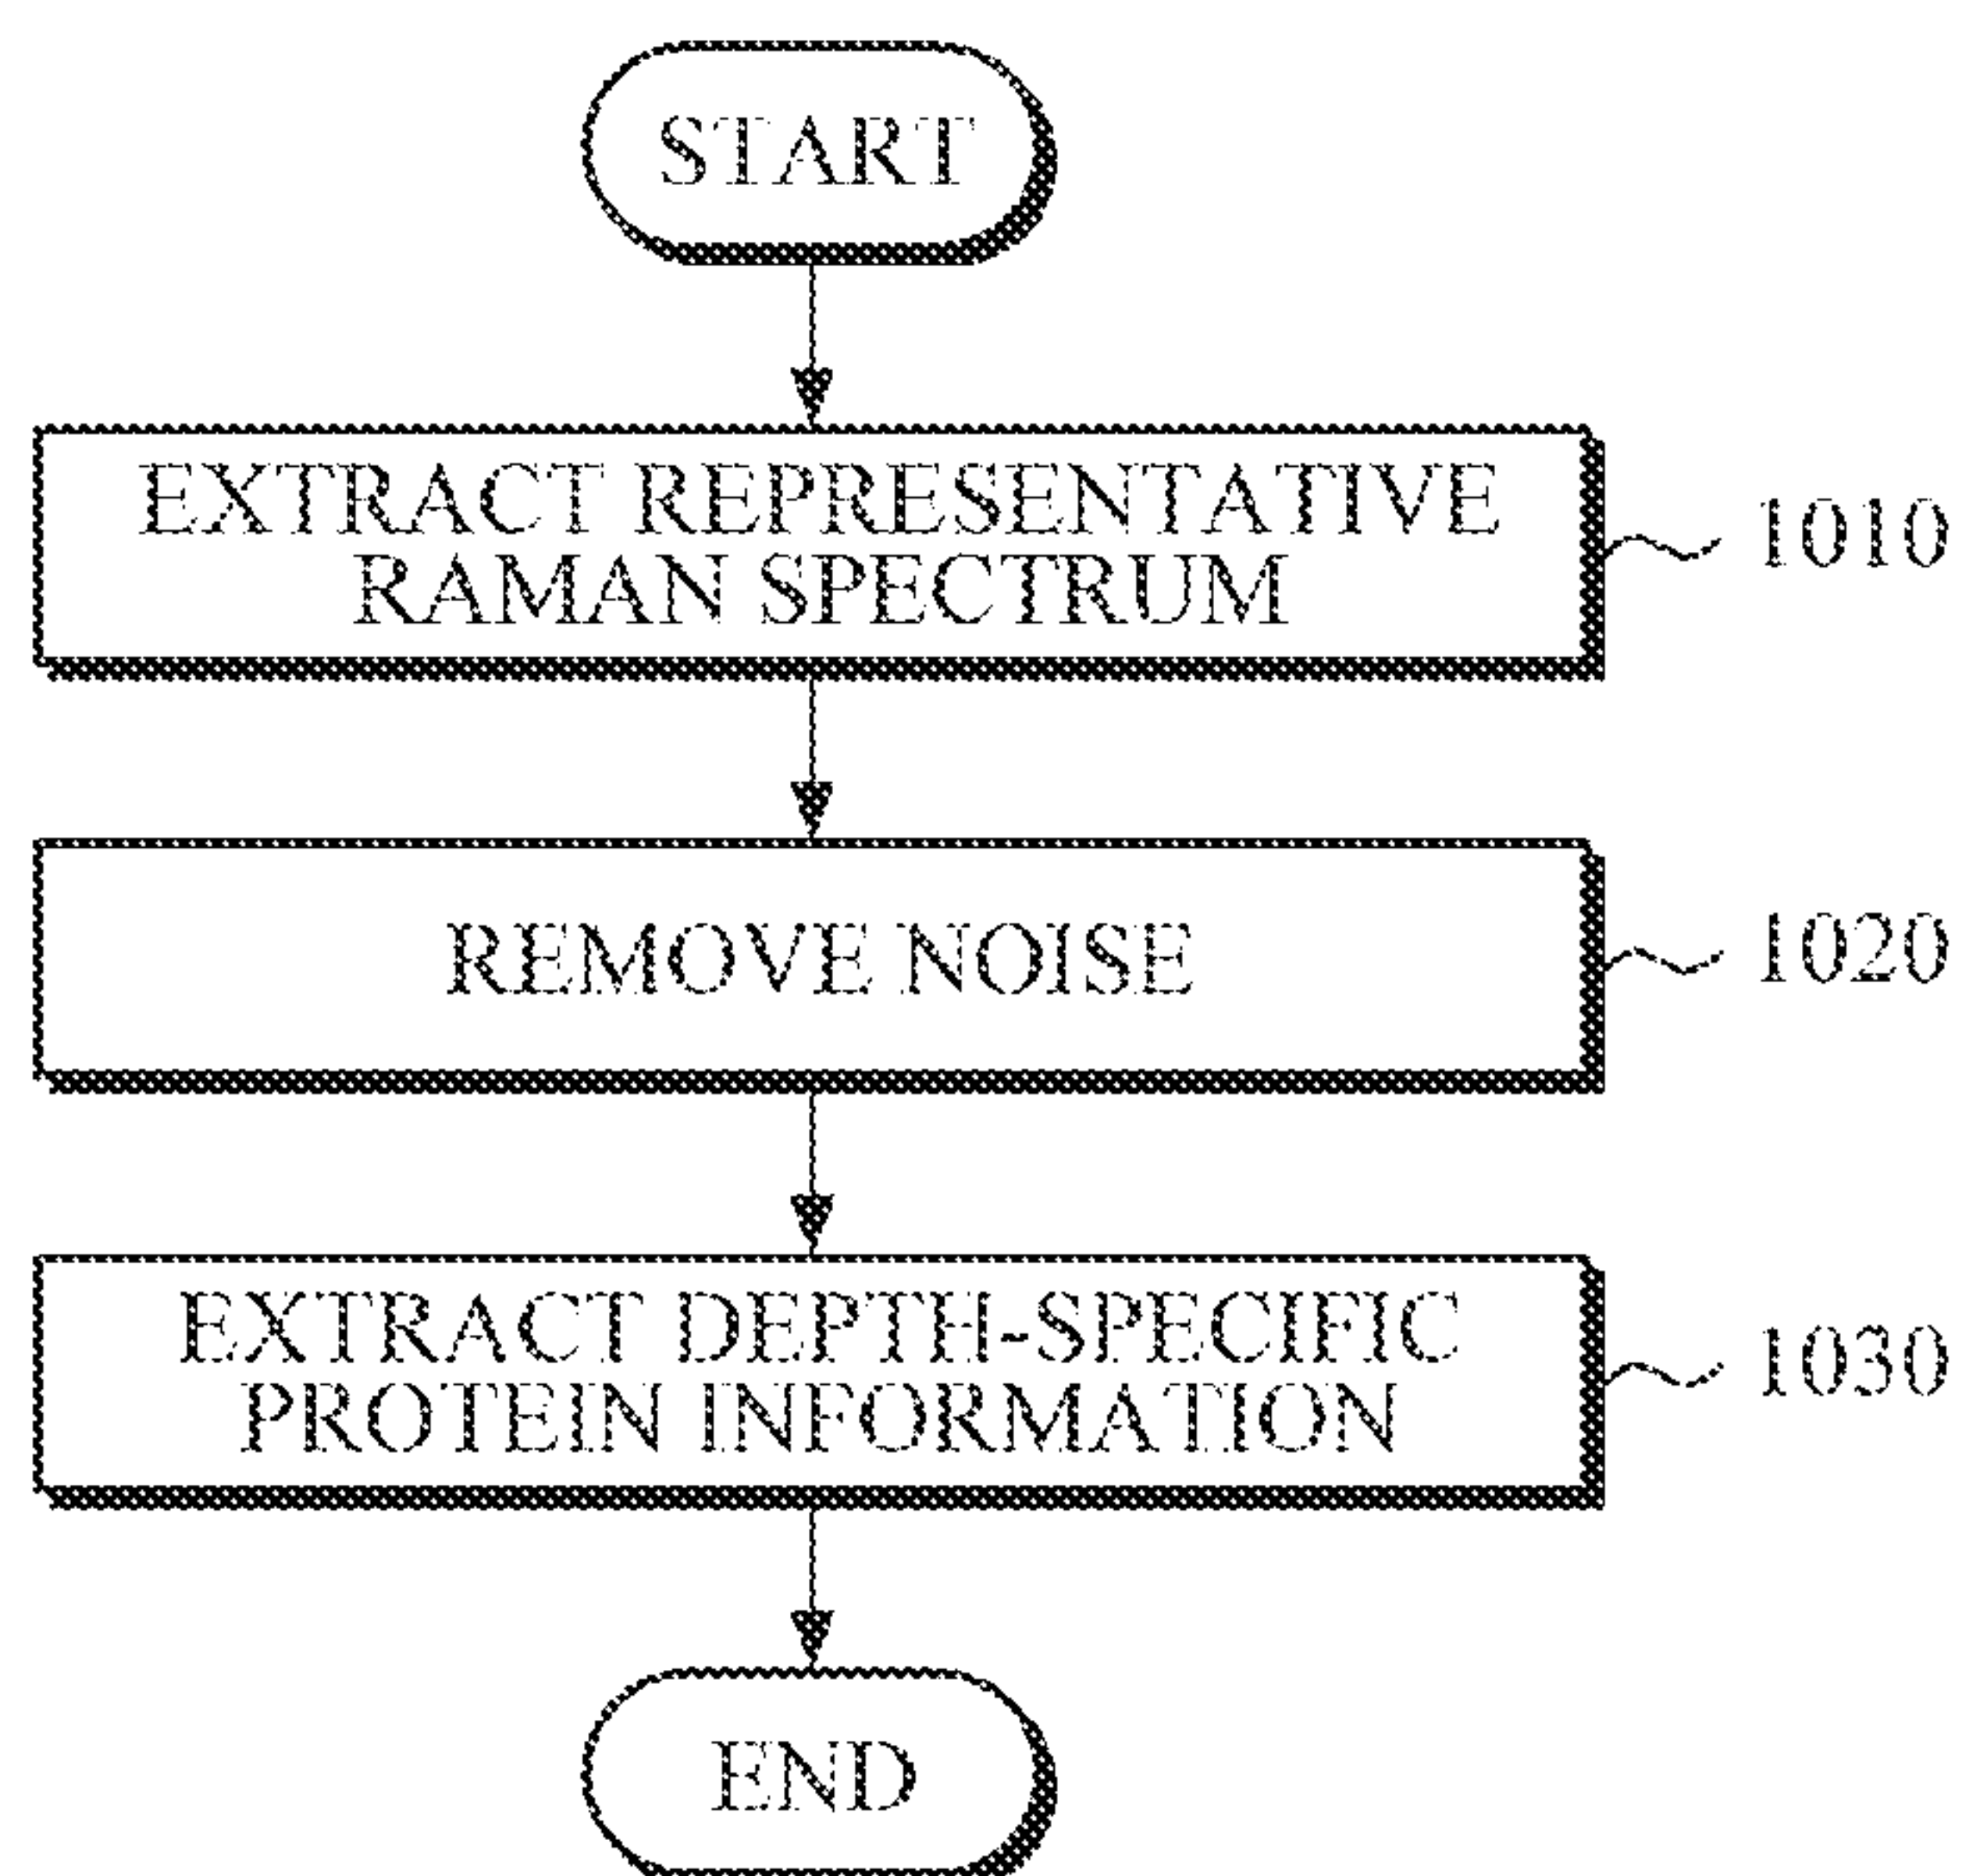 START
EXTRACT REPRESENTATIVE
RAMAN SPECTRUM
1010
REMOVE NOISE
1020
EXTRACT DEPTH-SPECIFIC
PROTEIN INFORMATION
1030
END